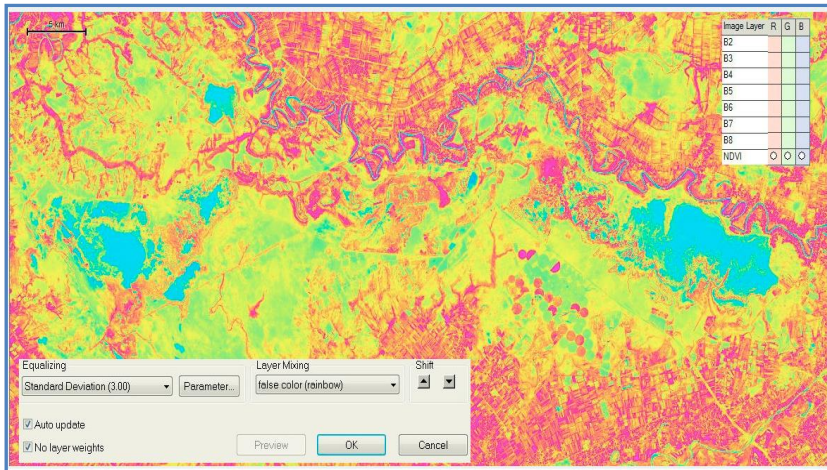 5 km
Image Layer R G B
B2
B3
B4
B5
B6
B7
B8
NDVI
Equalizing
Layer Mixing
Shift
Standard Deviation (3.00)
Parameter...
false color (rainbow)
Auto update
No layer weights
Preview
OK
Cancel